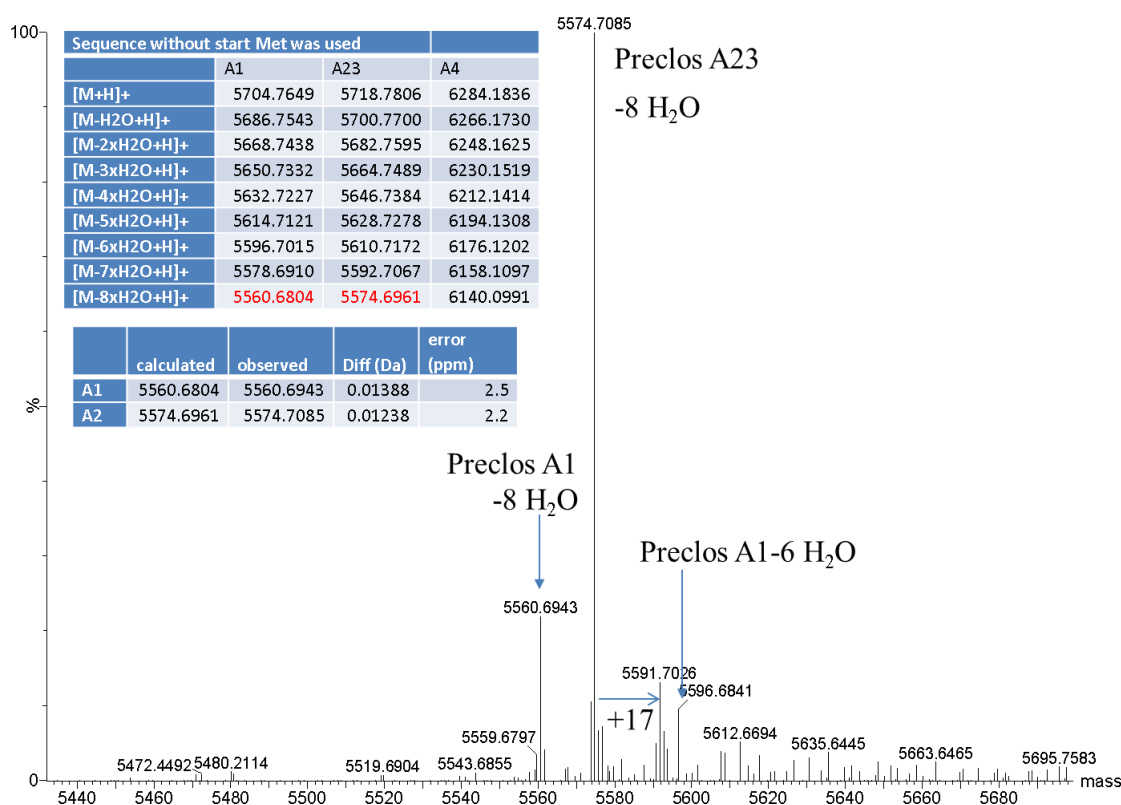 5574.7085
100
Preclos A23
-8 H₂O
Sequence without start Met was used
A1 A23 A4
[M+H]+ 5704.7649 5718.7806 6284.1836
[M-H2O+H]+ 5686.7543 5700.7700 6266.1730
[M-2xH2O+H]+ 5668.7438 5682.7595 6248.1625
[M-3xH2O+H]+ 5650.7332 5664.7489 6230.1519
[M-4xH2O+H]+ 5632.7227 5646.7384 6212.1414
[M-5xH2O+H]+ 5614.7121 5628.7278 6194.1308
[M-6xH2O+H]+ 5596.7015 5610.7172 6176.1202
[M-7xH2O+H]+ 5578.6910 5592.7067 6158.1097
[M-8xH2O+H]+ 5560.6804 5574.6961 6140.0991
error
calculated observed Diff (Da) (ppm)
A1 5560.6804 5560.6943 0.01388 2.5
A2 5574.6961 5574.7085 0.01238 2.2
%
Preclos A1
-8 H₂O
Preclos A1-6 H₂O
5560.6943
5591.7026
5596.6841
+17
5559.6797
5612.6694
5635.6445
5472.4492 5480.2114
5519.6904
5543.6855
5663.6465
5695.7583
0
5440 5460 5480 5500 5520 5540 5560 5580 5600 5620 5640 5660 5680
mass